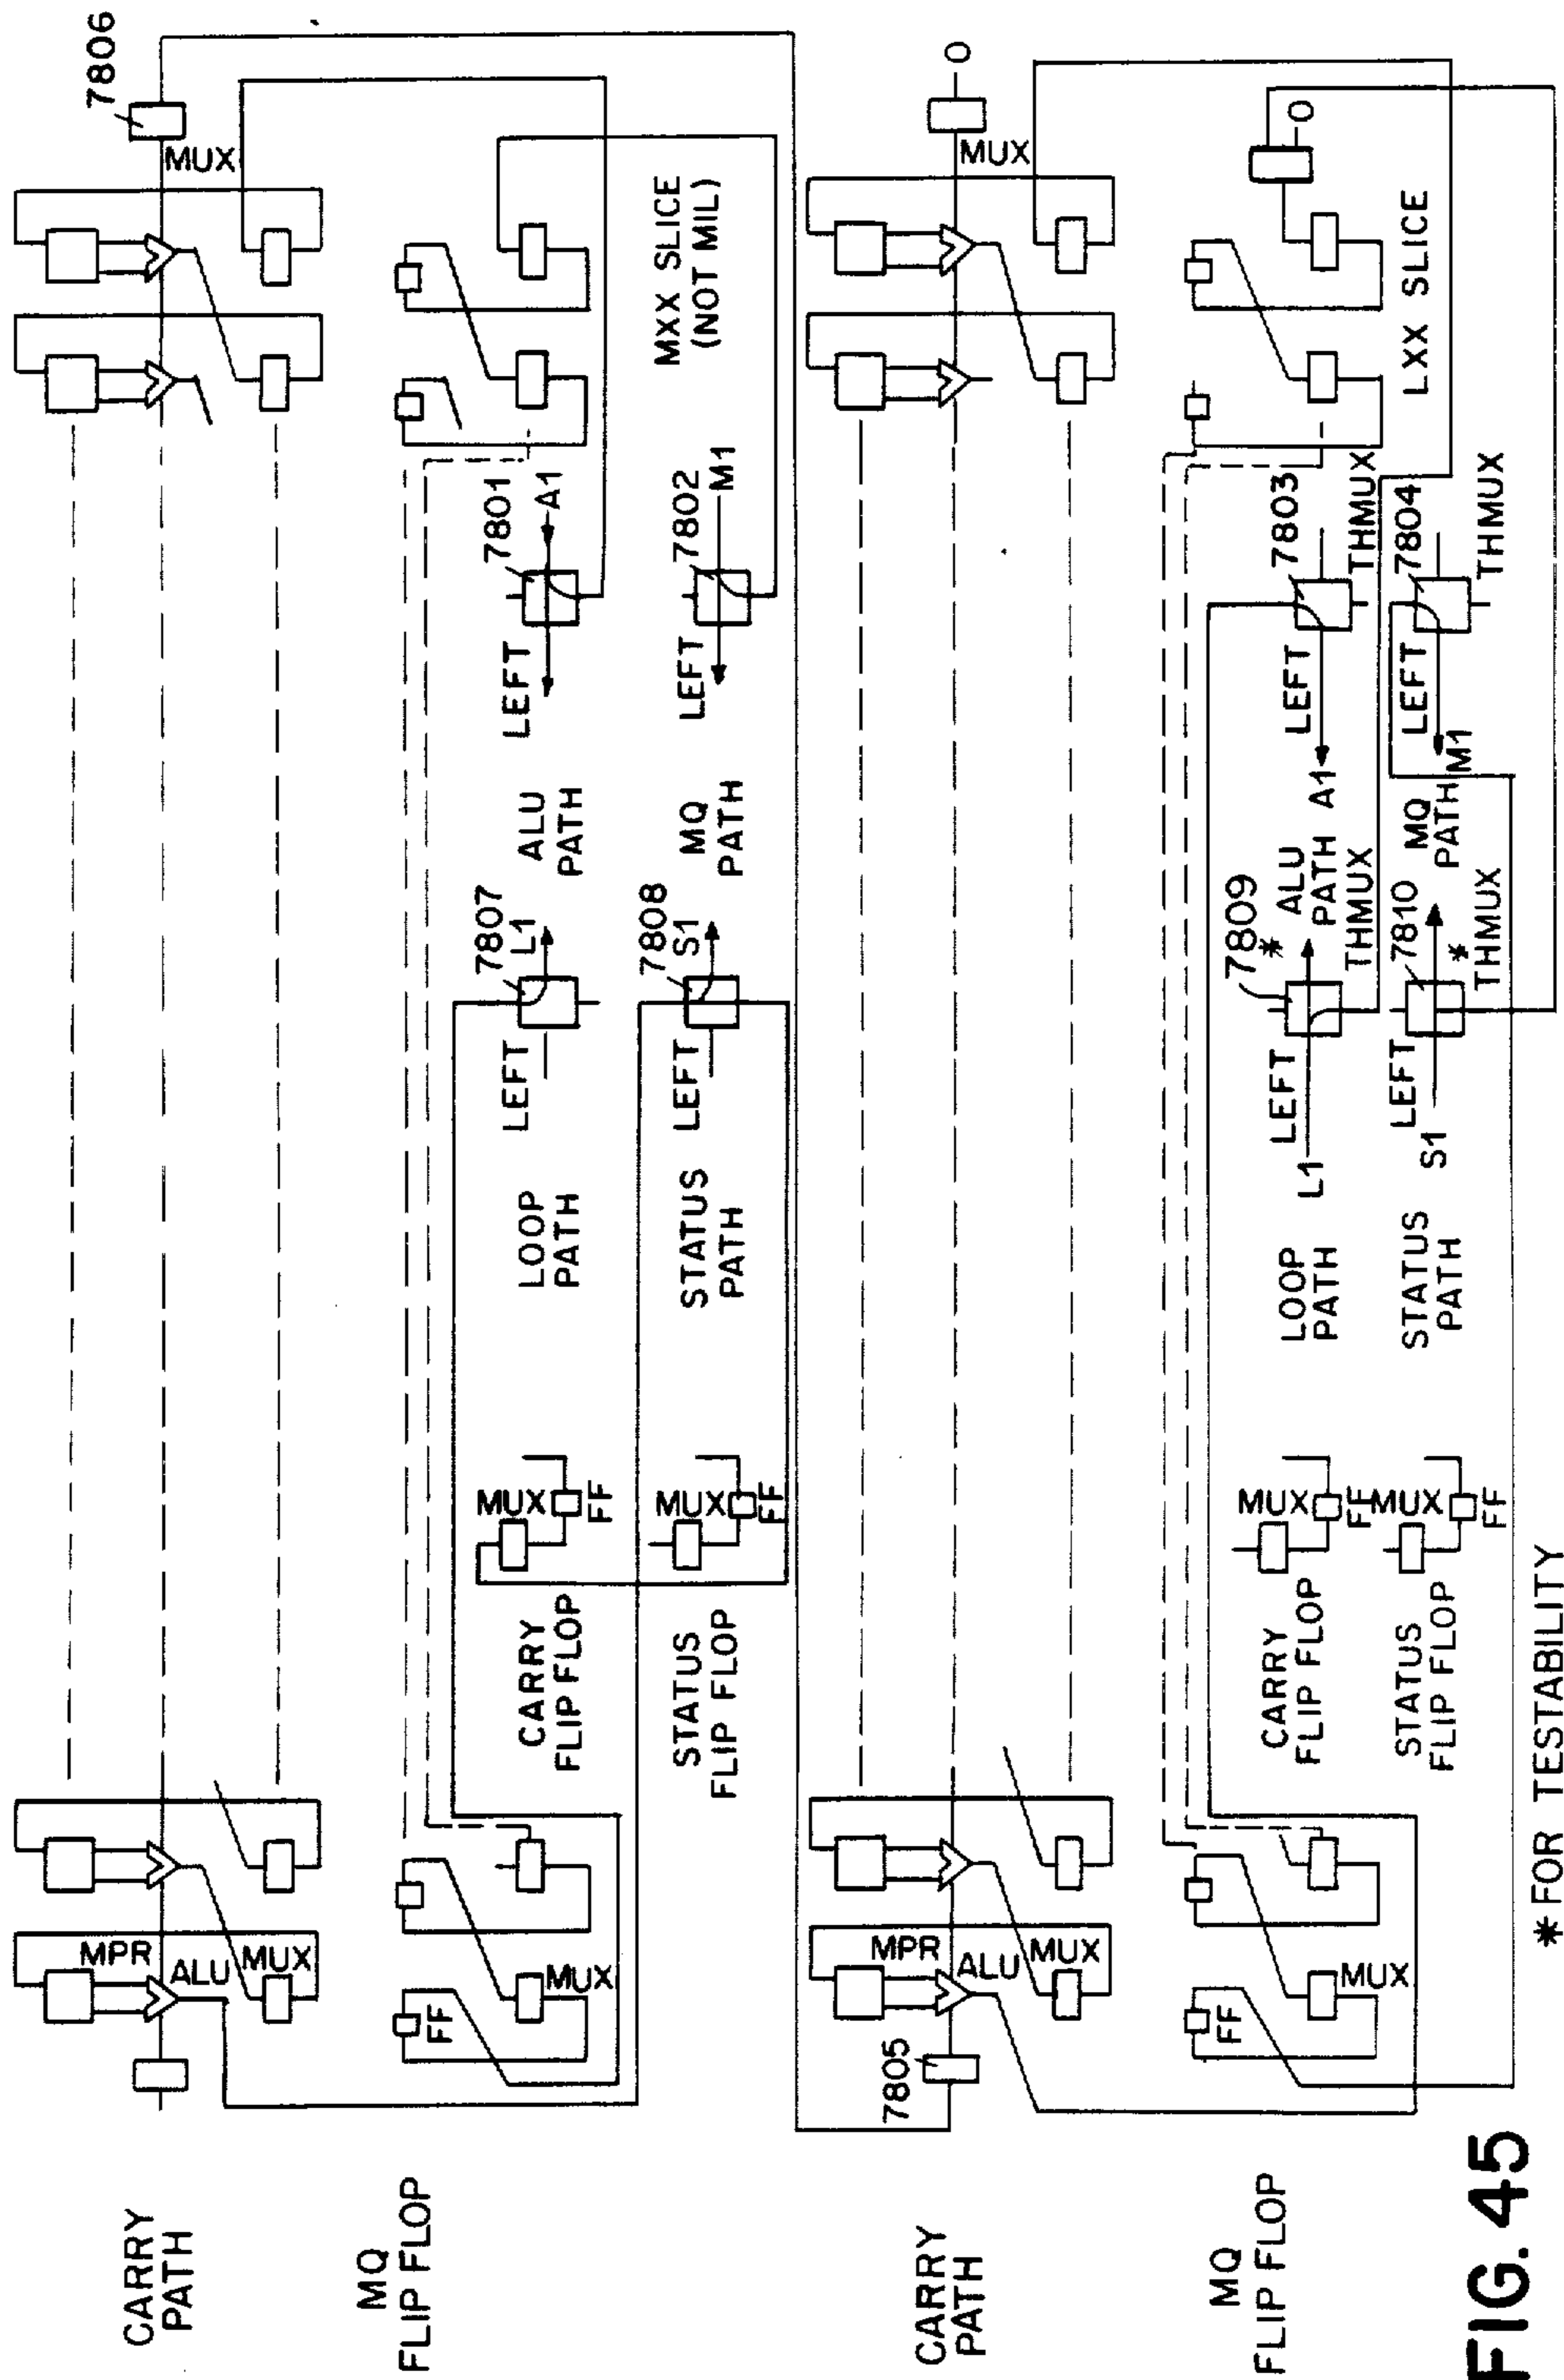 CARRY
PATH
MPR
ALU
MUX
MUX
7806
MQ
FLIP FLOP
FF
MUX
CARRY
FLIP FLOP
MUX
FF
LOOP
PATH
LEFT
7807
L1
ALU
PATH
LEFT
7801
A1
STATUS
FLIP FLOP
MUX
FF
STATUS
PATH
LEFT
7808
S1
MQ
PATH
LEFT
7802
M1
MXX SLICE
(NOT MIL)
CARRY
PATH
7805
MPR
ALU
MUX
MUX
O
MQ
FLIP FLOP
FF
MUX
CARRY
FLIP FLOP
MUX
FF
LOOP
PATH
L1
LEFT
7809
*
THMUX
ALU
PATH
A1
LEFT
7803
THMUX
O
STATUS
FLIP FLOP
MUX
FF
STATUS
PATH
S1
LEFT
7810
*
THMUX
MQ
PATH
M1
LEFT
7804
THMUX
LXX SLICE
FIG. 45
* FOR TESTABILITY